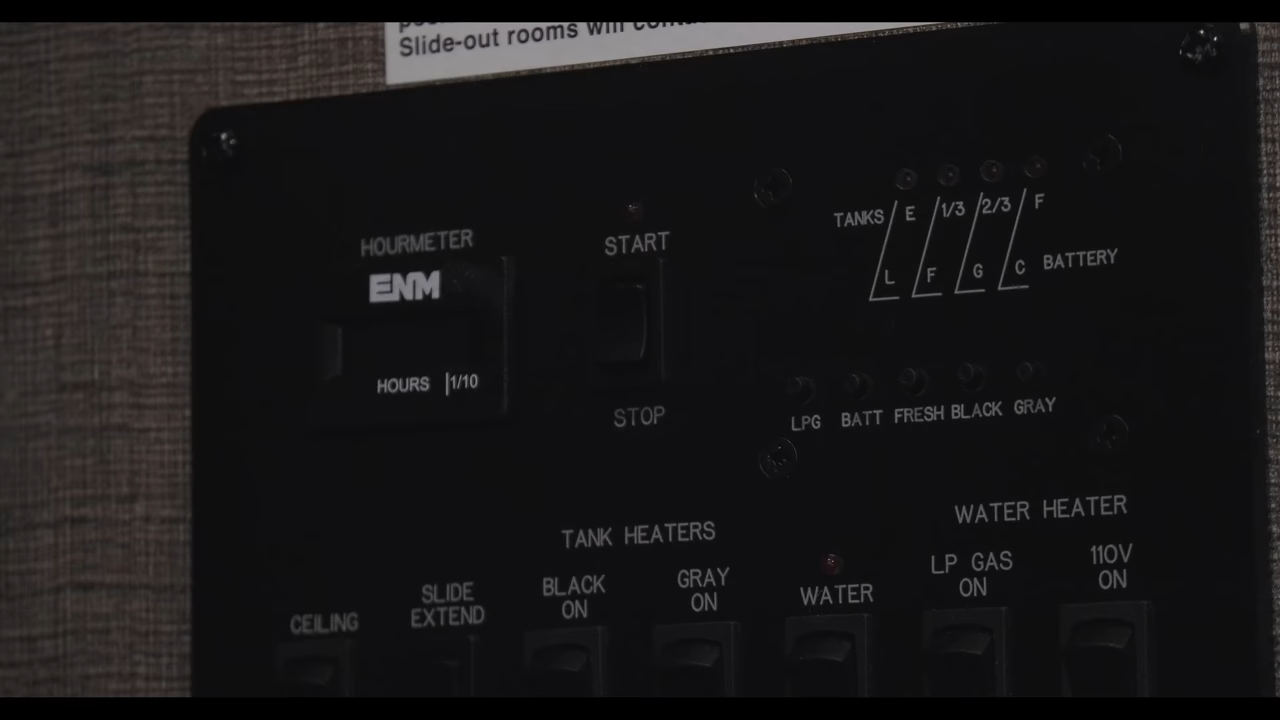 Slide-out rooms will
HOURMETER
ENM
HOURS 1/10
START
STOP
TANKS E 1/3 2/3 F
L F G C BATTERY
LPG BATT FRESH BLACK GRAY
TANK HEATERS
WATER HEATER
CEILING
SLIDE
EXTEND
BLACK
ON
GRAY
ON
WATER
LP GAS
ON
110V
ON